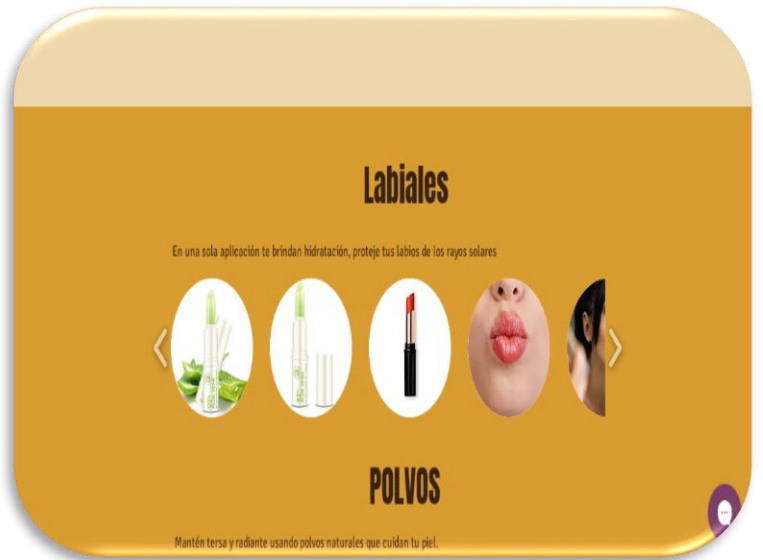 Labiales
En una sola aplicación te brindan hidratación, proteje tus labios de los rayos solares
POLVOS
Mantén tersa y radiante usando polvos naturales que cuidan tu piel.